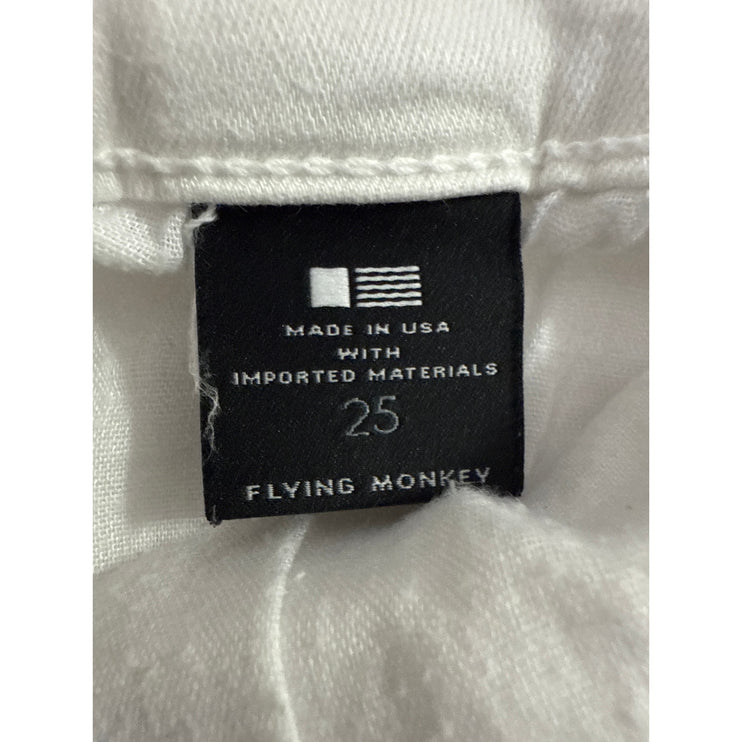 MADE IN USA
WITH
IMPORTED MATERIALS
25
FLYING MONKEY